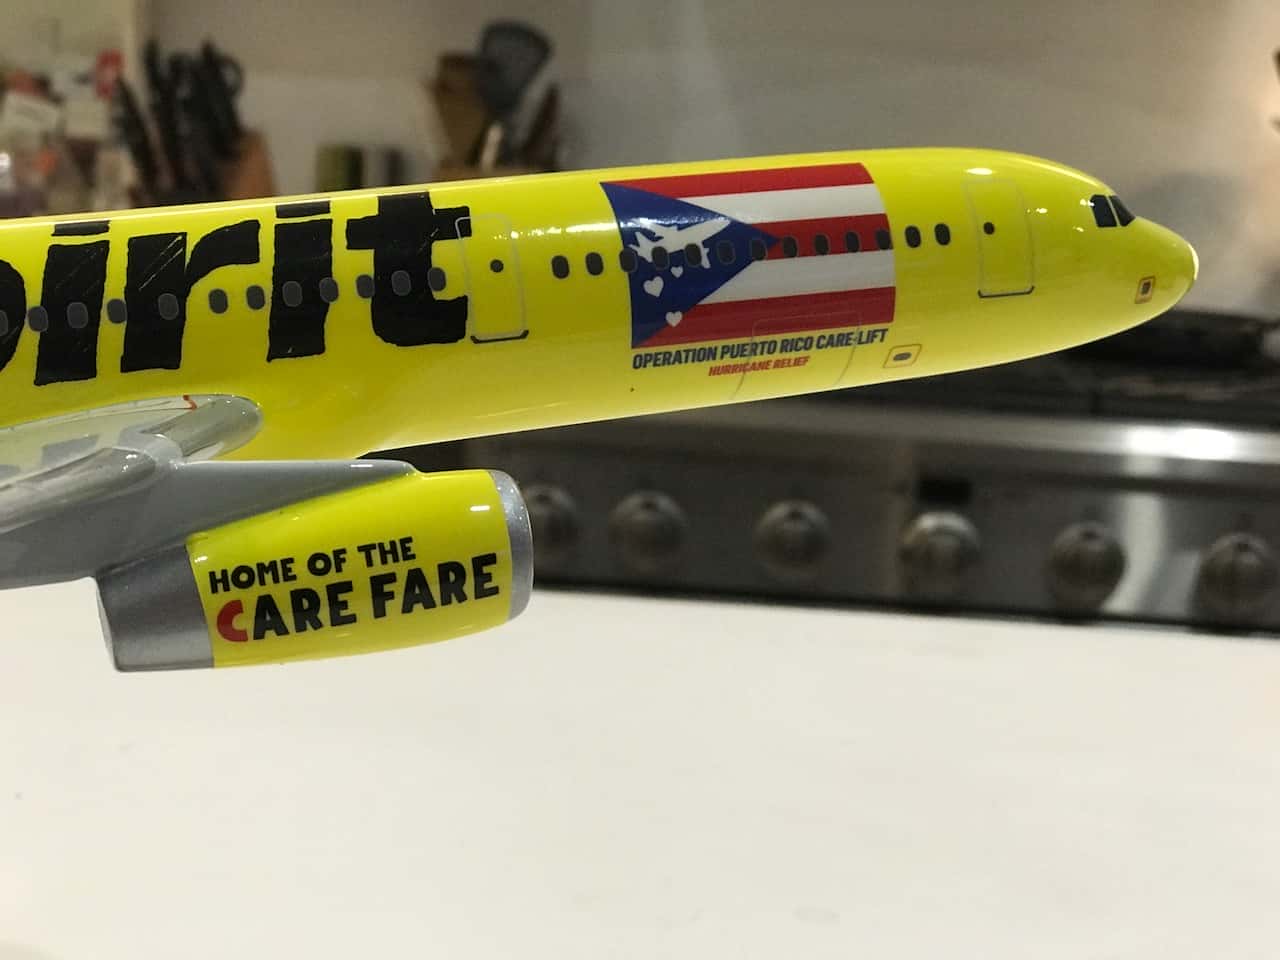 pirit
OPERATION PUERTO RICO CARE-LIFT
HURRICANE RELIEF
HOME OF THE
CARE FARE